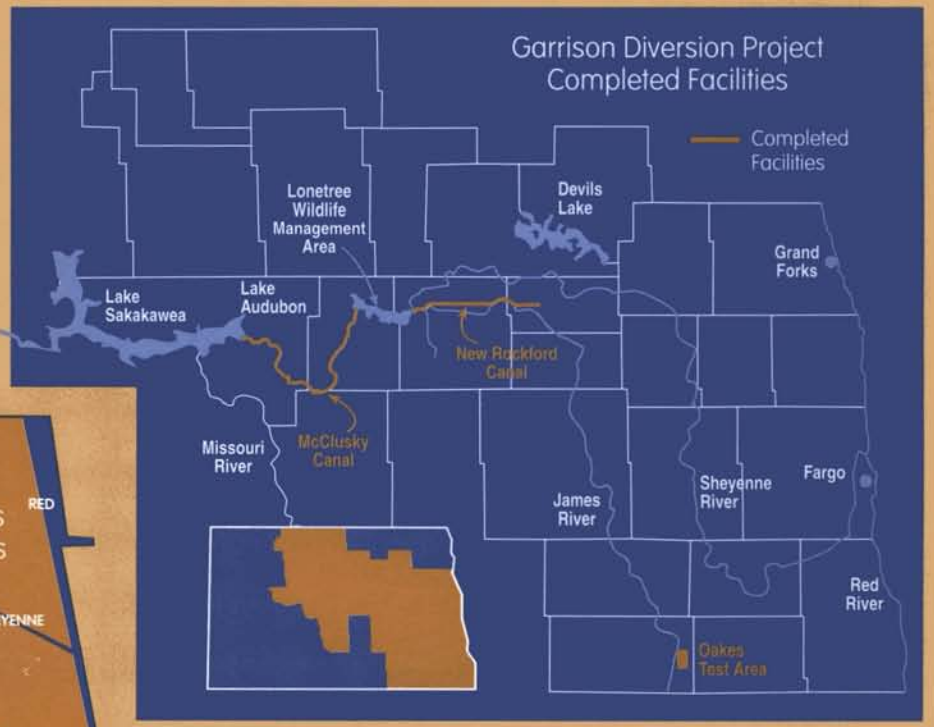 Garrison Diversion Project
Completed Facilities
Completed
Facilities
Lonetree
Wildlife
Management
Area
Devils
Lake
Grand
Forks
Lake
Sakakawea
Lake
Audubon
New Rockford
Canal
McClusky
Canal
Missouri
River
James
River
Sheyenne
River
Fargo
Red
River
Oakes
Test Area
RED
S
S
YENNE